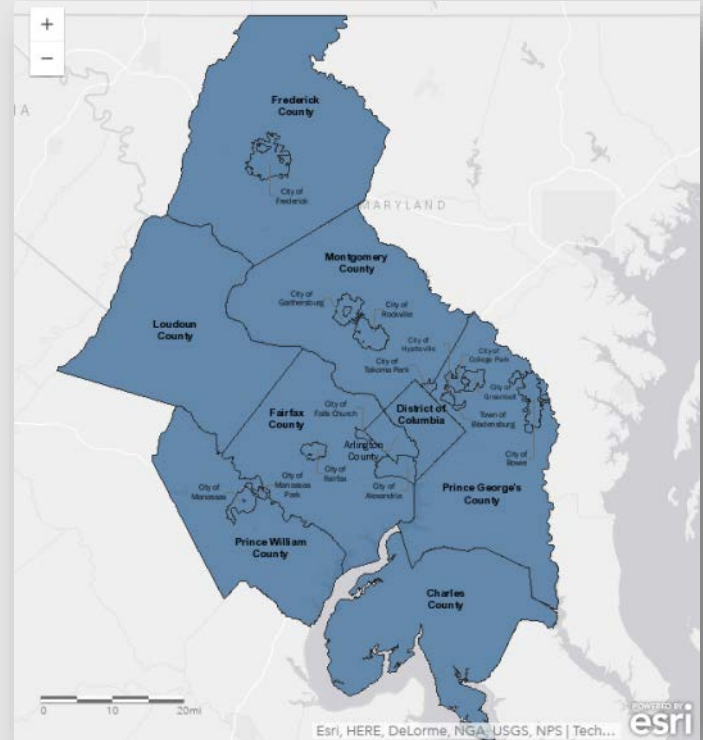 +
−
Frederick
County
City of
Frederick
MARYLAND
Montgomery
County
City of
Gaithersburg
City of
Rockville
Loudoun
County
City of
Hyattsville
City of
College Park
City of
Takoma Park
City of
Greenbelt
Fairfax
County
City of
Falls Church
District of
Columbia
Town of
Bladensburg
Arlington
County
City of
Bowie
City of
Fairfax
City of
Manassas
Park
City of
Manassas
City of
Alexandria
Prince George's
County
Prince William
County
Charles
County
0 10 20mi
POWERED BY
esri
Esri, HERE, DeLorme, NGA, USGS, NPS | Tech...